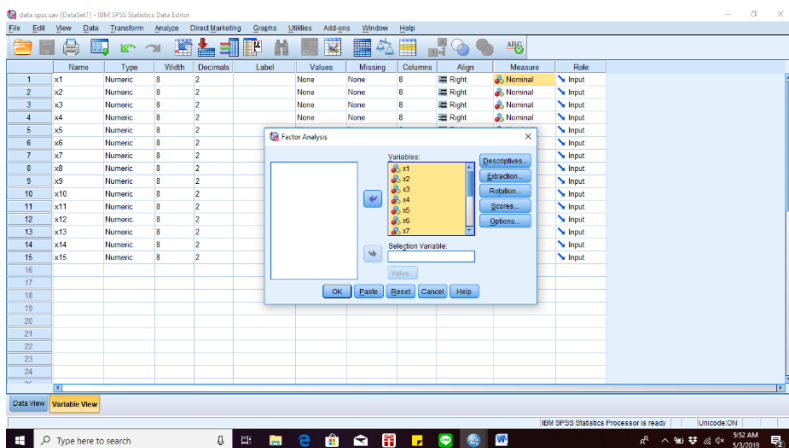 data spss.sav [DataSet1] - IBM SPSS Statistics Data Editor
File Edit View Data Transform Analyze Direct Marketing Graphs Utilities Add-ons Window Help
Name Type Width Decimals Label Values Missing Columns Align Measure Role
1 x1 Numeric 8 2 None None 8 Right Nominal Input
2 x2 Numeric 8 2 None None 8 Right Nominal Input
3 x3 Numeric 8 2 None None 8 Right Nominal Input
4 x4 Numeric 8 2 None None 8 Right Nominal Input
5 x5 Numeric 8 2 Input
6 x6 Numeric 8 2 Input
7 x7 Numeric 8 2 Input
8 x8 Numeric 8 2 Input
9 x9 Numeric 8 2 Input
10 x10 Numeric 8 2 Input
11 x11 Numeric 8 2 Input
12 x12 Numeric 8 2 Input
13 x13 Numeric 8 2 Input
14 x14 Numeric 8 2 Input
15 x15 Numeric 8 2 Input
16
17
18
19
20
21
22
23
24
Factor Analysis
Variables:
x1
x2
x3
x4
x5
x6
x7
Descriptives...
Extraction...
Rotation...
Scores...
Options...
Selection Variable:
Value...
OK Paste Reset Cancel Help
Data View Variable View
IBM SPSS Statistics Processor is ready Unicode:ON
Type here to search
5:52 AM
5/3/2019